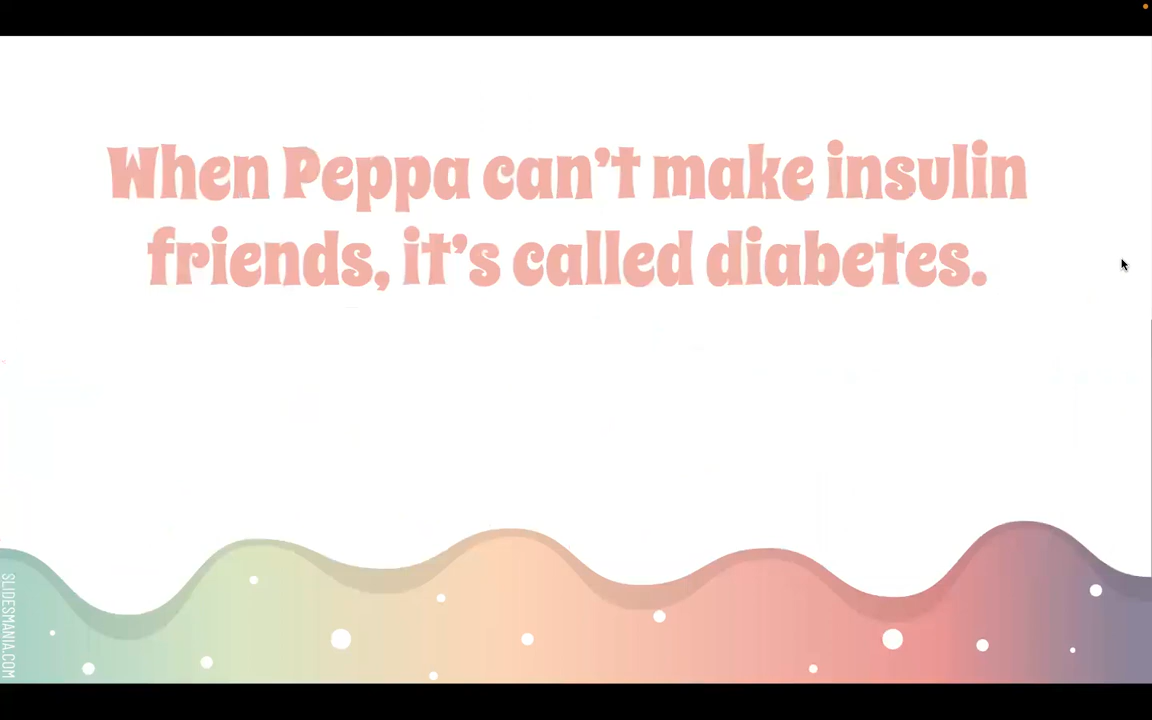 When Peppa can't make insulin
friends, it's called diabetes.
SLIDESMANIA.COM